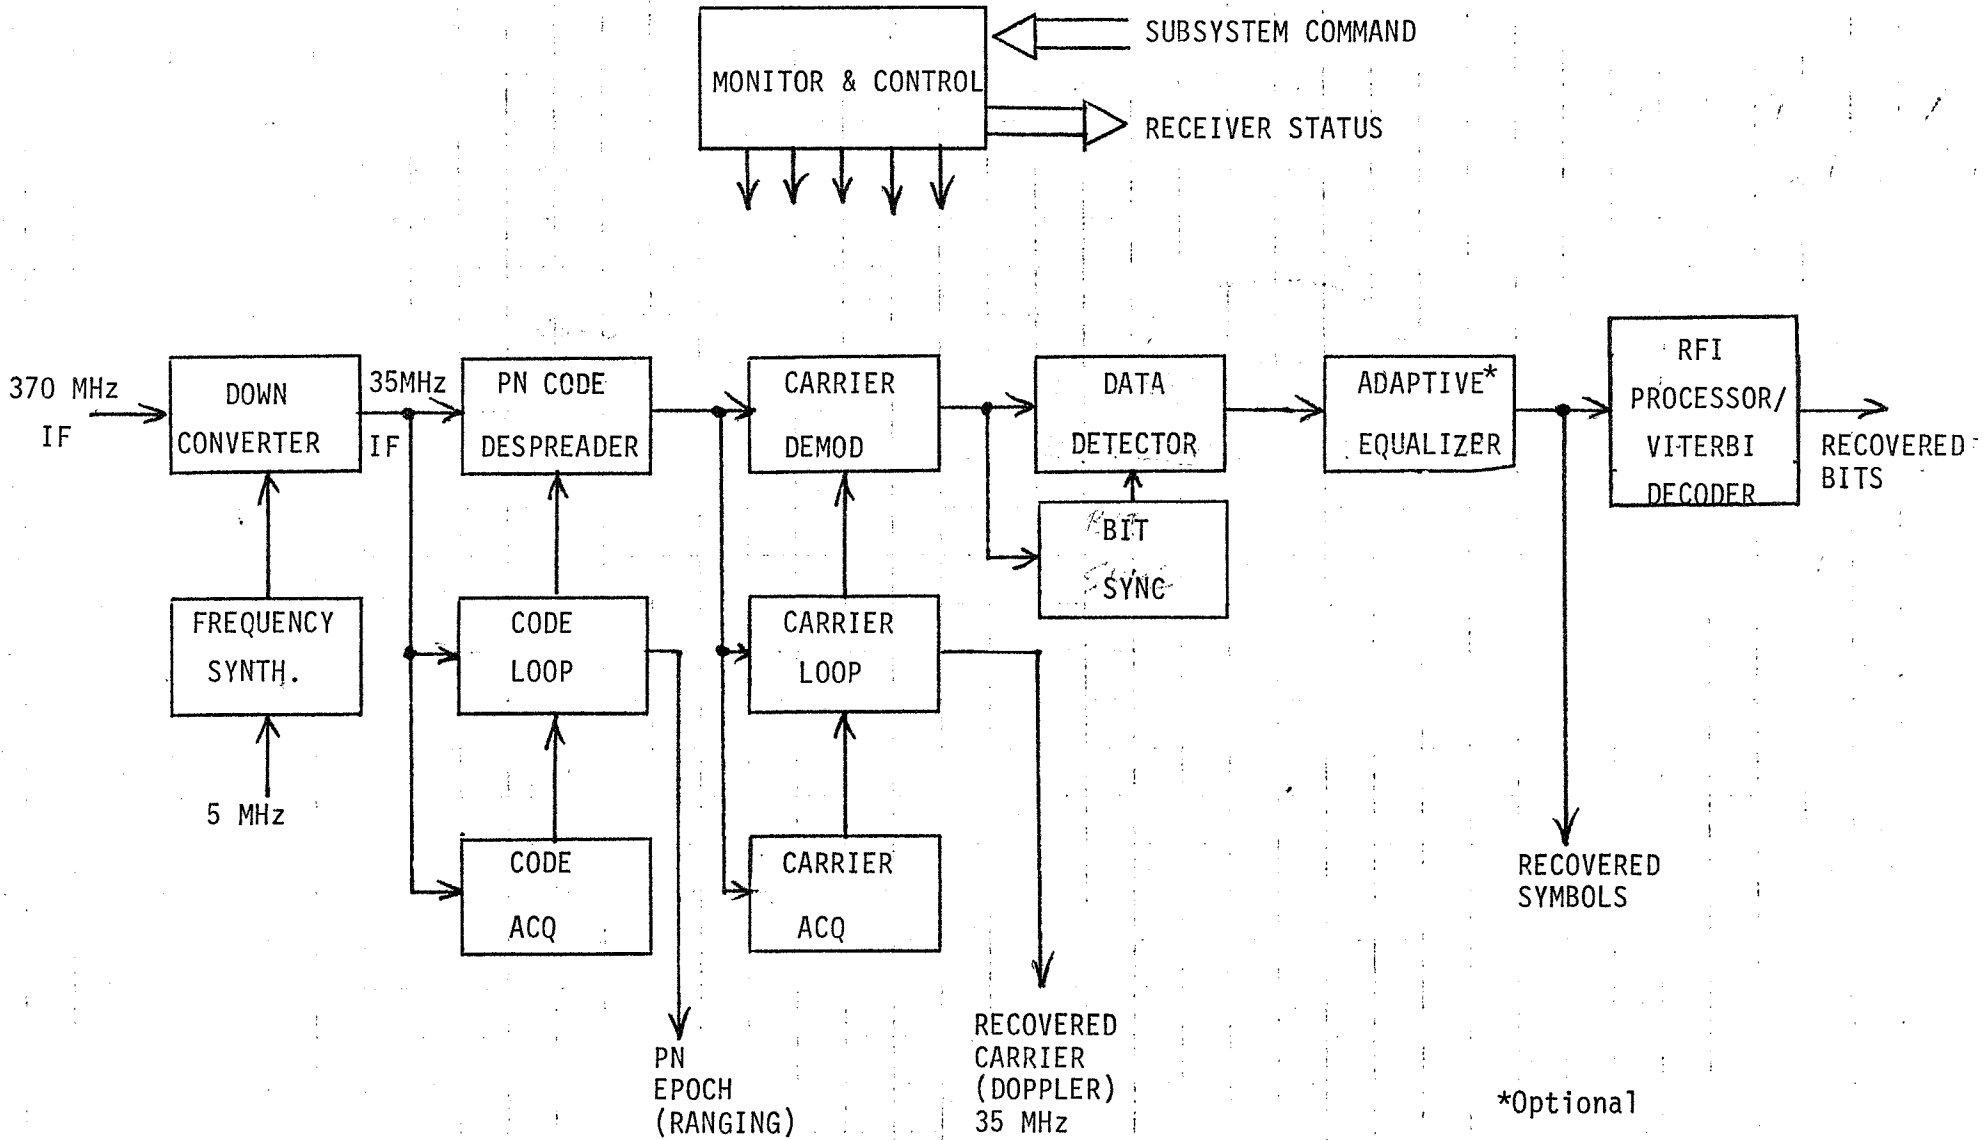 SUBSYSTEM COMMAND
MONITOR & CONTROL
RECEIVER STATUS
370 MHz
IF
DOWN
CONVERTER
35MHz
IF
PN CODE
DESPREADER
CARRIER
DEMOD
DATA
DETECTOR
ADAPTIVE*
EQUALIZER
RFI
PROCESSOR/
VITERBI
DECODER
RECOVERED
BITS
BIT
SYNC
FREQUENCY
SYNTH.
5 MHz
CODE
LOOP
CARRIER
LOOP
CODE
ACQ
CARRIER
ACQ
RECOVERED
SYMBOLS
PN
EPOCH
(RANGING)
RECOVERED
CARRIER
(DOPPLER)
35 MHz
*Optional